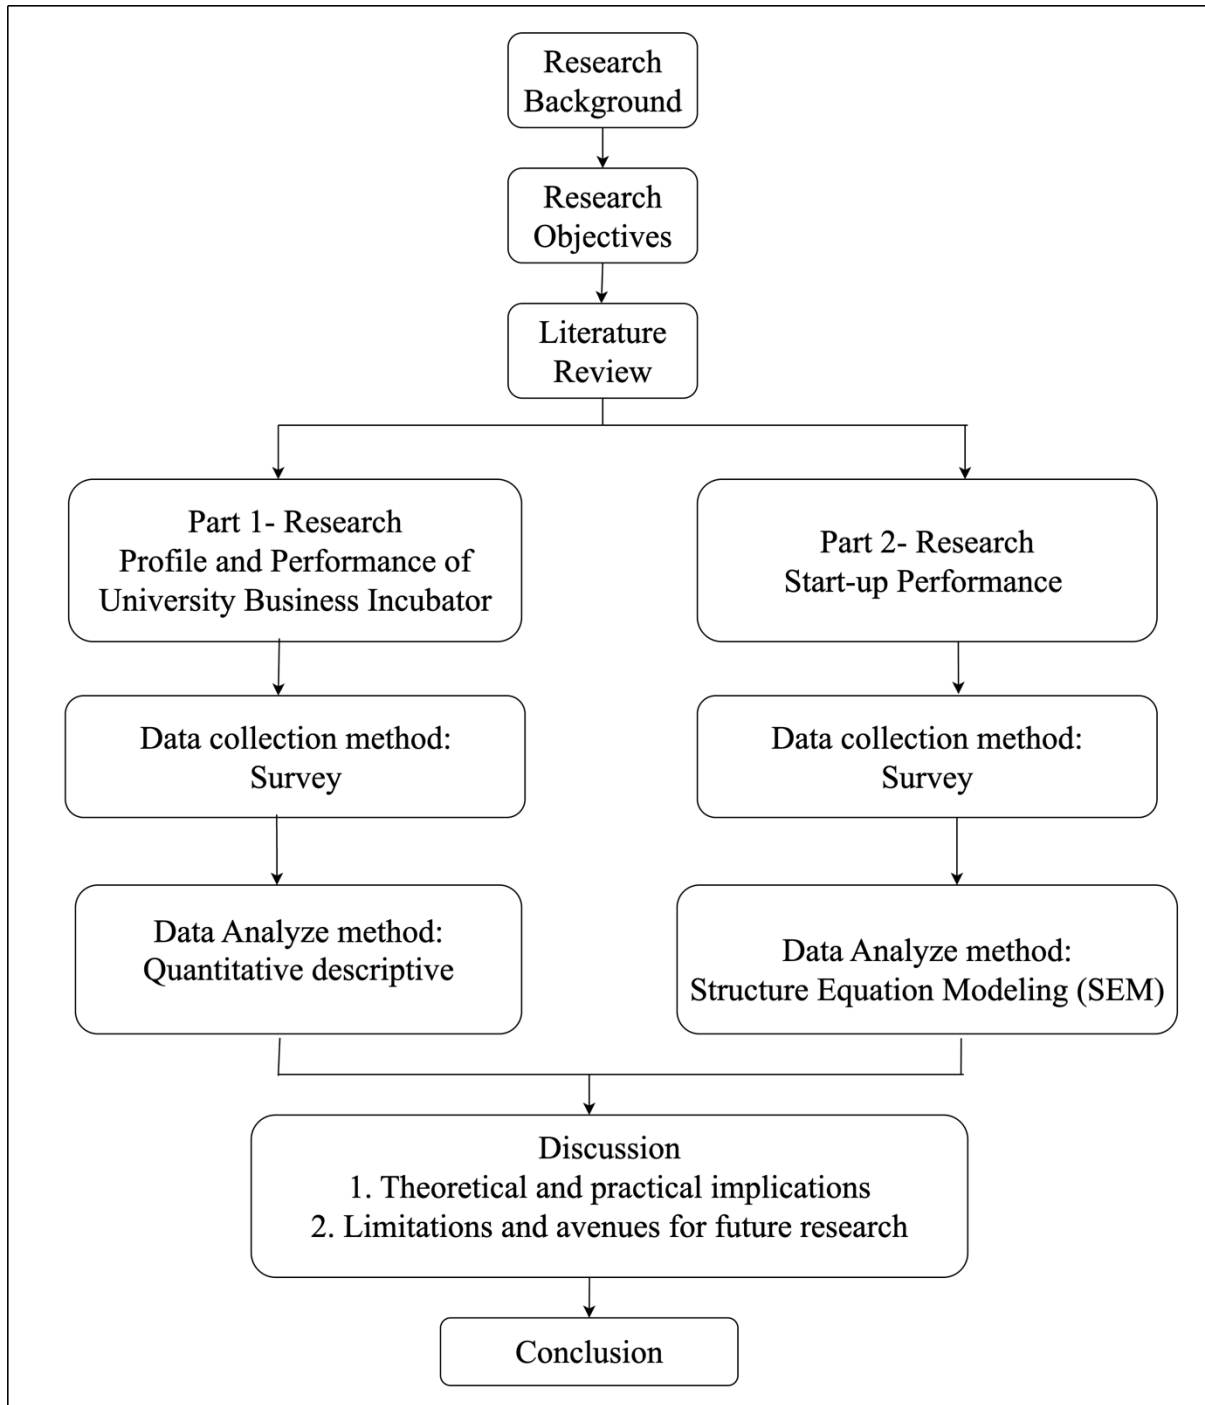 Research
Background
Research
Objectives
Literature
Review
Part 1- Research
Profile and Performance of
University Business Incubator
Part 2- Research
Start-up Performance
Data collection method:
Survey
Data collection method:
Survey
Data Analyze method:
Quantitative descriptive
Data Analyze method:
Structure Equation Modeling (SEM)
Discussion
1. Theoretical and practical implications
2. Limitations and avenues for future research
Conclusion